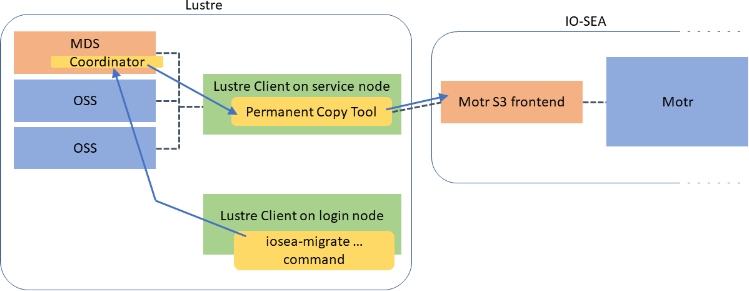 Lustre
IO-SEA
MDS
Coordinator
OSS
OSS
Lustre Client on service node
Permanent Copy Tool
Motr S3 frontend
Motr
Lustre Client on login node
iosea-migrate ...
command